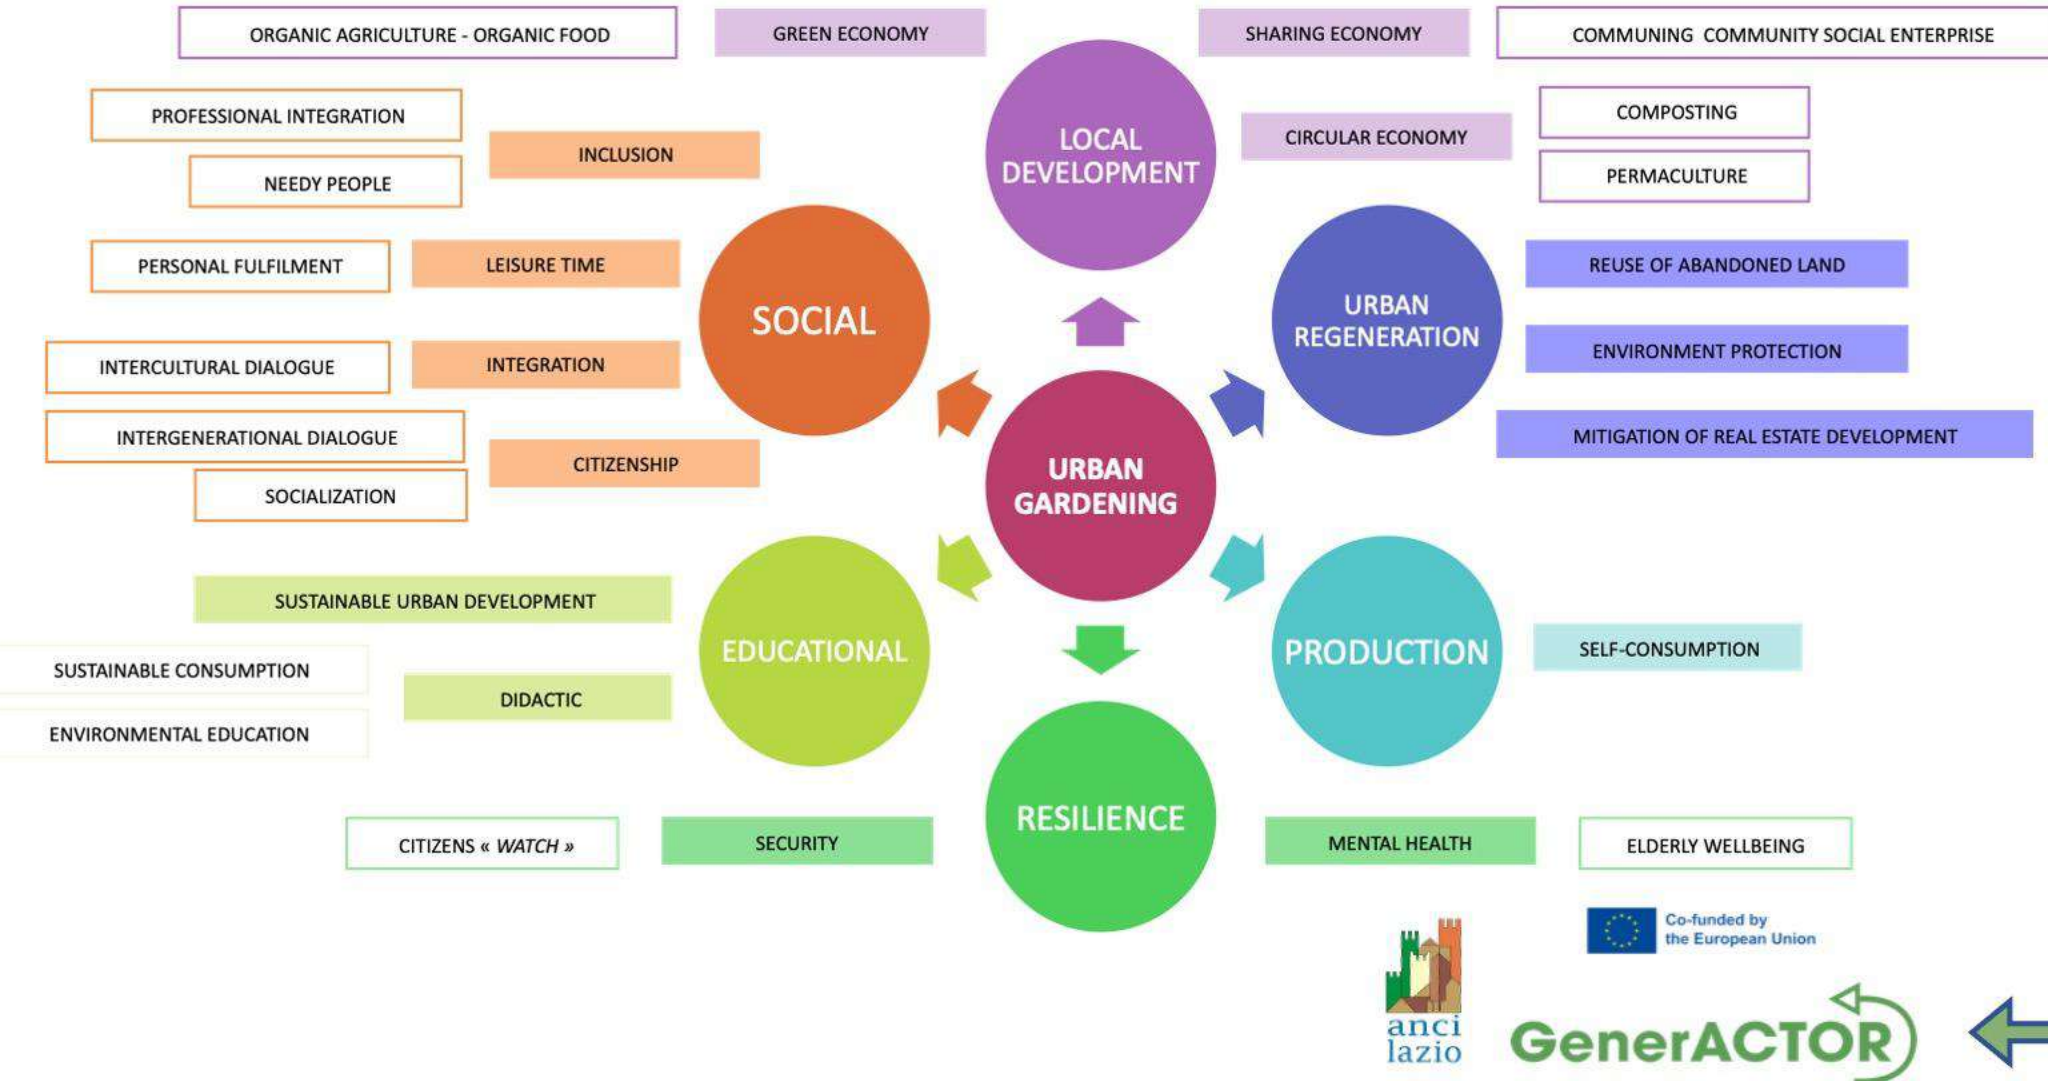 ORGANIC AGRICULTURE - ORGANIC FOOD
GREEN ECONOMY
SHARING ECONOMY
COMMUNING COMMUNITY SOCIAL ENTERPRISE
PROFESSIONAL INTEGRATION
NEEDY PEOPLE
INCLUSION
LOCAL
DEVELOPMENT
CIRCULAR ECONOMY
COMPOSTING
PERMACULTURE
PERSONAL FULFILMENT
LEISURE TIME
SOCIAL
URBAN
REGENERATION
REUSE OF ABANDONED LAND
ENVIRONMENT PROTECTION
MITIGATION OF REAL ESTATE DEVELOPMENT
INTERCULTURAL DIALOGUE
INTEGRATION
INTERGENERATIONAL DIALOGUE
SOCIALIZATION
CITIZENSHIP
URBAN
GARDENING
SUSTAINABLE URBAN DEVELOPMENT
SUSTAINABLE CONSUMPTION
ENVIRONMENTAL EDUCATION
DIDACTIC
EDUCATIONAL
PRODUCTION
SELF-CONSUMPTION
CITIZENS « WATCH »
SECURITY
RESILIENCE
MENTAL HEALTH
ELDERLY WELLBEING
Co-funded by
the European Union
anci
lazio
GenerACTOR